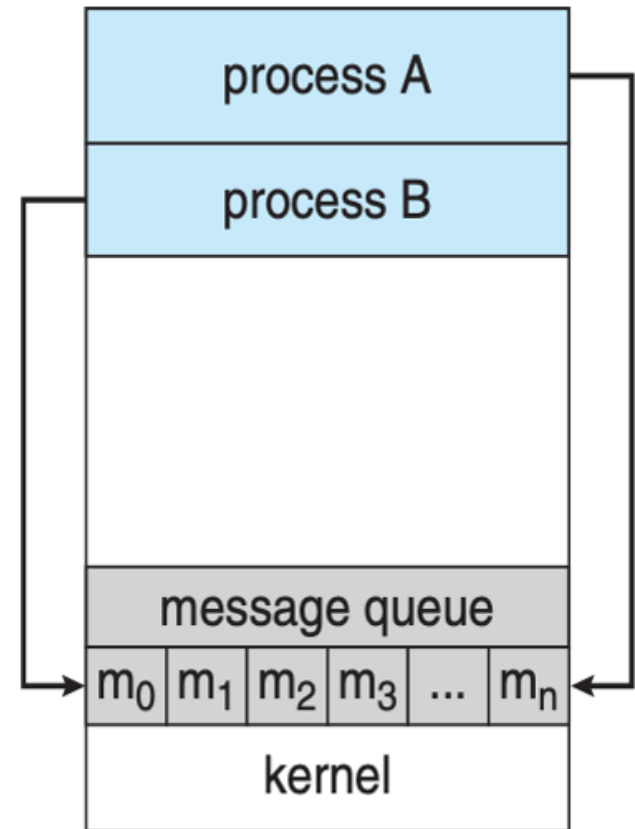 process A
process B
message queue
m₀ m₁ m₂ m₃ ... mₙ
kernel